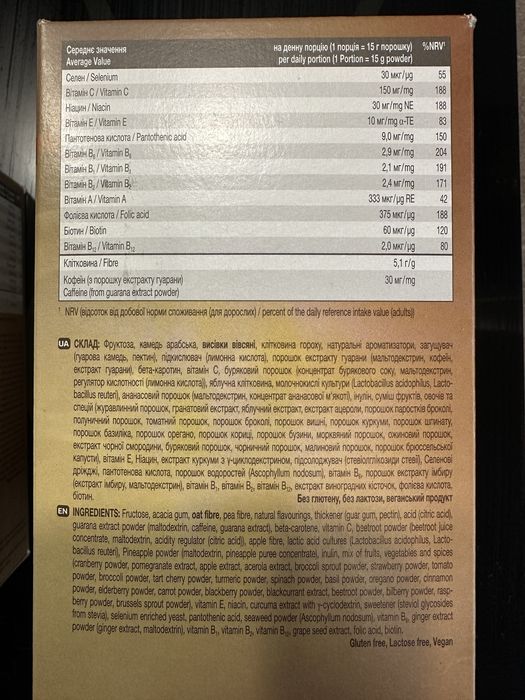 Середнє значення на денну порцію (1 порція = 15 г порошку) %NRV¹
Average Value per daily portion (1 Portion = 15 g powder)
Селен / Selenium 30 мкг/µg 55
Вітамін С / Vitamin C 150 мг/mg 188
Ніацин / Niacin 30 мг/mg NE 188
Вітамін Е / Vitamin E 10 мг/mg α-TE 83
Пантотенова кислота / Pantothenic acid 9,0 мг/mg 150
Вітамін В₆ / Vitamin B₆ 2,9 мг/mg 204
Вітамін В₁ / Vitamin B₁ 2,1 мг/mg 191
Вітамін В₂ / Vitamin B₂ 2,4 мг/mg 171
Вітамін А / Vitamin A 333 мкг/µg RE 42
Фолієва кислота / Folic acid 375 мкг/µg 188
Біотин / Biotin 60 мкг/µg 120
Вітамін В₁₂ / Vitamin B₁₂ 2,0 мкг/µg 80
Клітковина / Fibre 5,1 г/g
Кофеїн (з порошку екстракту гуарани) 30 мг/mg
Caffeine (from guarana extract powder)
¹ NRV (відсоток від добової норми споживання (для дорослих) / percent of the daily reference intake value (adults))
UA СКЛАД: Фруктоза, камедь арабська, висівки вівсяні, клітковина гороху, натуральні ароматизатори, загущувач
(гуарова камедь, пектин), підкислювач (лимонна кислота), порошок екстракту гуарани (мальтодекстрин, кофеїн,
екстракт гуарани), бета-каротин, вітамін С, буряковий порошок (концентрат бурякового соку, мальтодекстрин,
регулятор кислотності (лимонна кислота)), яблучна клітковина, молочнокислі культури (Lactobacillus acidophilus, Lacto-
bacillus reuteri), ананасовий порошок (мальтодекстрин, концентрат ананасової м'якоті), інулін, суміш фруктів, овочів та
спецій (журавлинний порошок, гранатовий екстракт, яблучний екстракт, екстракт ацероли, порошок паростків броколі,
полуничний порошок, томатний порошок, порошок броколі, порошок вишні, порошок куркуми, порошок шпинату,
порошок базиліка, порошок орегано, порошок кориці, порошок бузини, морквяний порошок, ожиновий порошок,
екстракт чорної смородини, буряковий порошок, чорничний порошок, малиновий порошок, порошок брюссельської
капусти), вітамін Е, Ніацин, екстракт куркуми з γ-циклодекстрином, підсолоджувач (стевіолглікозиди стевії), Селенові
дріжджі, пантотенова кислота, порошок водоростей (Ascophyllum nodosum), вітамін В₆, порошок екстракту імбиру
(екстракт імбиру, мальтодекстрин), вітамін В₁, вітамін В₂, вітамін В₁₂, екстракт виноградних кісточок, фолієва кислота,
біотин. Без глютену, без лактози, веганський продукт
EN INGREDIENTS: Fructose, acacia gum, oat fibre, pea fibre, natural flavourings, thickener (guar gum, pectin), acid (citric acid),
guarana extract powder (maltodextrin, caffeine, guarana extract), beta-carotene, vitamin C, beetroot powder (beetroot juice
concentrate, maltodextrin, acidity regulator (citric acid)), apple fibre, lactic acid cultures (Lactobacillus acidophilus, Lacto-
bacillus reuteri), Pineapple powder (maltodextrin, pineapple puree concentrate), inulin, mix of fruits, vegetables and spices
(cranberry powder, pomegranate extract, apple extract, acerola extract, broccoli sprout powder, strawberry powder, tomato
powder, broccoli powder, tart cherry powder, turmeric powder, spinach powder, basil powder, oregano powder, cinnamon
powder, elderberry powder, carrot powder, blackberry powder, blackcurrant extract, beetroot powder, bilberry powder, rasp-
berry powder, brussels sprout powder), vitamin E, niacin, curcuma extract with γ-cyclodextrin, sweetener (steviol glycosides
from stevia), selenium enriched yeast, pantothenic acid, seaweed powder (Ascophyllum nodosum), vitamin B₆, ginger extract
powder (ginger extract, maltodextrin), vitamin B₁, vitamin B₂, vitamin B₁₂, grape seed extract, folic acid, biotin.
Gluten free, Lactose free, Vegan